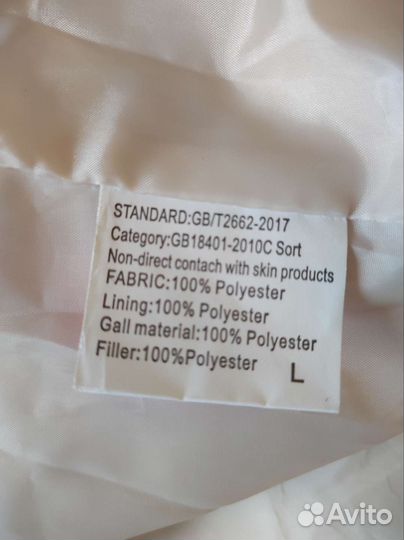 STANDARD:GB/T2662-2017
Category:GB18401-2010C Sort
Non-direct contach with skin products
FABRIC:100% Polyester
Lining:100% Polyester
Gall material:100% Polyester
Filler:100%Polyester
L
Avito